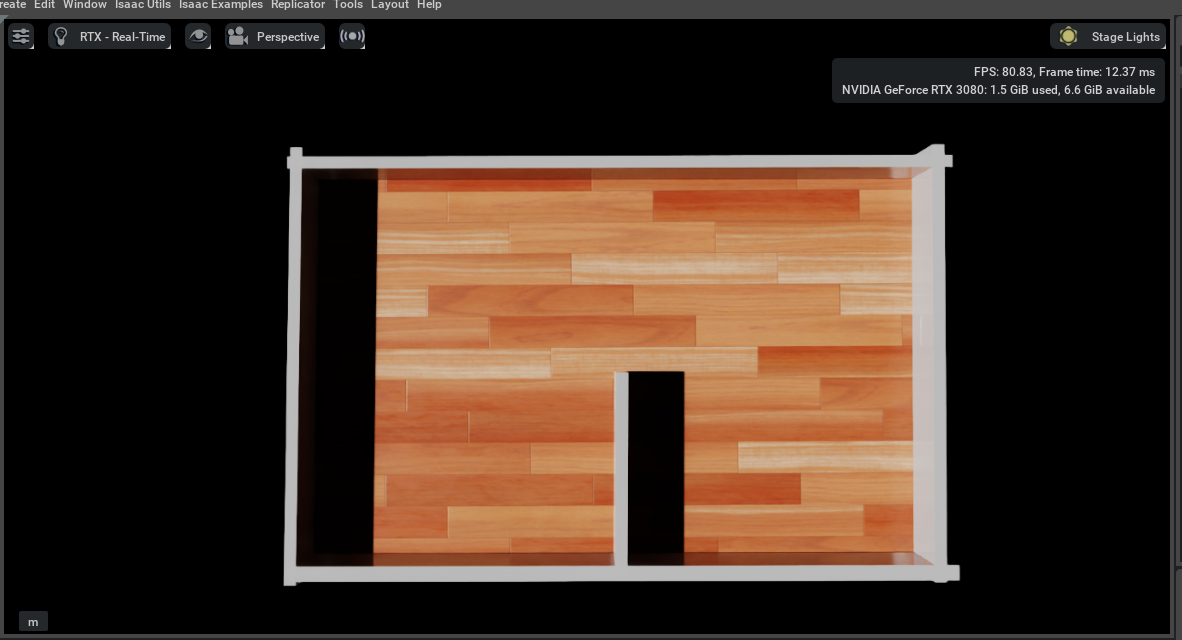 reate Edit Window Isaac Utils Isaac Examples Replicator Tools Layout Help
RTX - Real-Time
Perspective
Stage Lights
FPS: 80.83, Frame time: 12.37 ms
NVIDIA GeForce RTX 3080: 1.5 GiB used, 6.6 GiB available
m